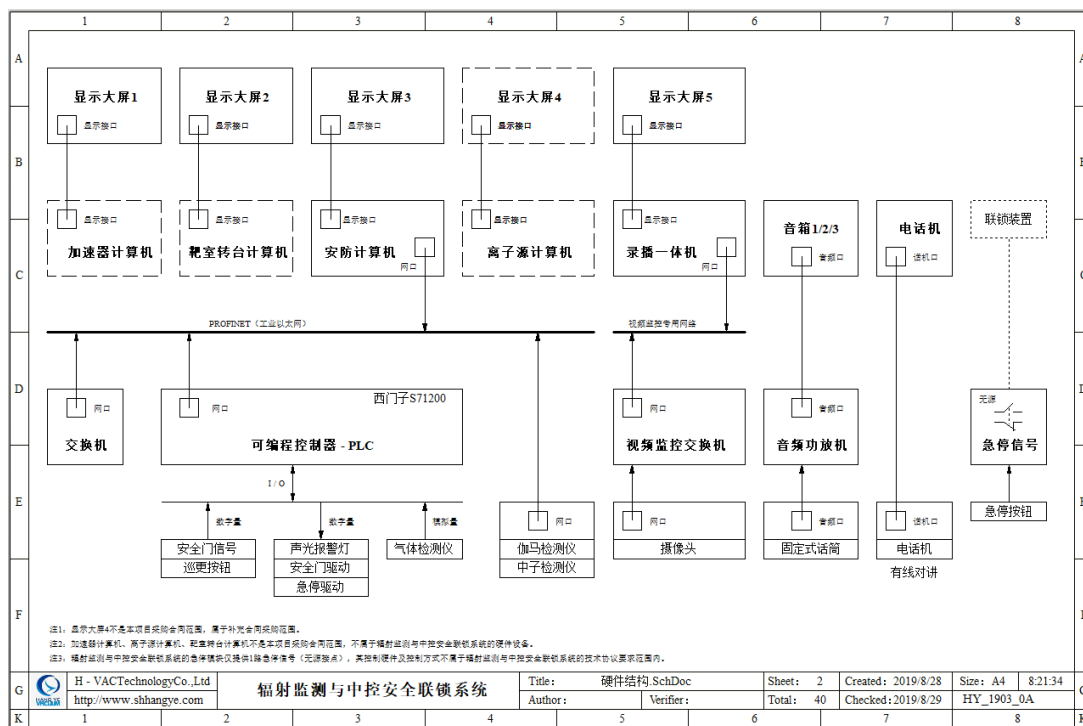 1 2 3 4 5 6 7 8
A A
显示大屏1 显示大屏2 显示大屏3 显示大屏4 显示大屏5
显示接口 显示接口 显示接口 显示接口 显示接口
B B
显示接口 显示接口 显示接口 显示接口 显示接口
音箱1/2/3 电话机 联锁装置
加速器计算机 靶室转台计算机 安防计算机 离子源计算机 录播一体机
网口 网口 音频口 话机口
C C
PROFINET（工业以太网） 视频监控专用网络
D D
西门子S71200 无源
网口 网口 网口 音频口
交换机 可编程控制器 - PLC 视频监控交换机 音频功放机 急停信号
I / O
E E
数字量 数字量 模拟量 网口 网口 音频口 话机口
急停按钮
安全门信号 声光报警灯 气体检测仪 伽马检测仪 摄像头 固定式话筒 电话机
巡更按钮 安全门驱动 中子检测仪 有线对讲
急停驱动
F F
注1：显示大屏4不是本项目采购合同范围，属于补充合同采购范围。
注2：加速器计算机、离子源计算机、靶室转台计算机不是本项目采购合同范围，不属于辐射监测与中控安全联锁系统的硬件设备。
注3：辐射监测与中控安全联锁系统的急停模块仅提供1路急停信号（无源接点），其控制硬件及控制方式不属于辐射监测与中控安全联锁系统的技术协议要求范围内。
G G
H - VACTechnologyCo.,Ltd
http://www.shhangye.com
辐射监测与中控安全联锁系统
Title: 硬件结构.SchDoc Sheet: 2 Created: 2019/8/28 Size: A4 8:21:34
Author: Verifier: Total: 40 Checked:2019/8/29 HY_1903_0A
K K
1 2 3 4 5 6 7 8